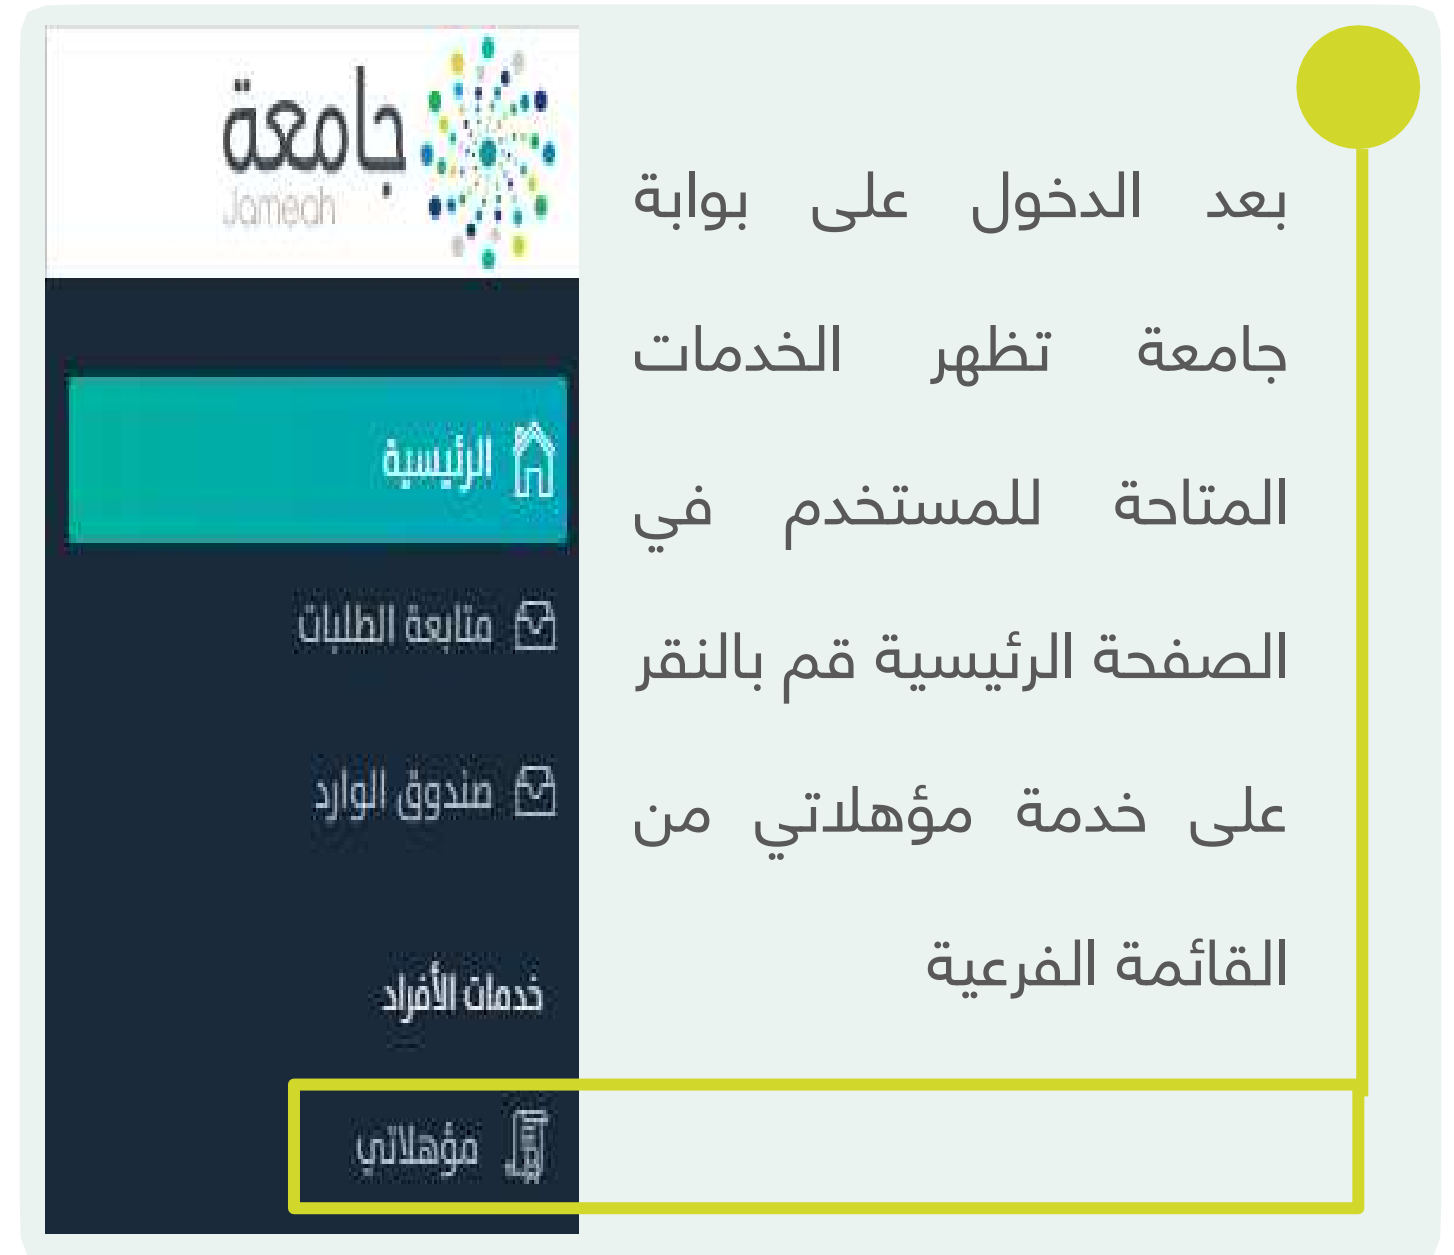 بعد الدخول على بوابة
جامعة تظهر الخدمات
المتاحة للمستخدم في
الصفحة الرئيسية قم بالنقر
على خدمة مؤهلاتي من
القائمة الفرعية
جامعة
Jameah
الرئيسية
متابعة الطلبات
صندوق الوارد
خدمات الأفراد
مؤهلاتي